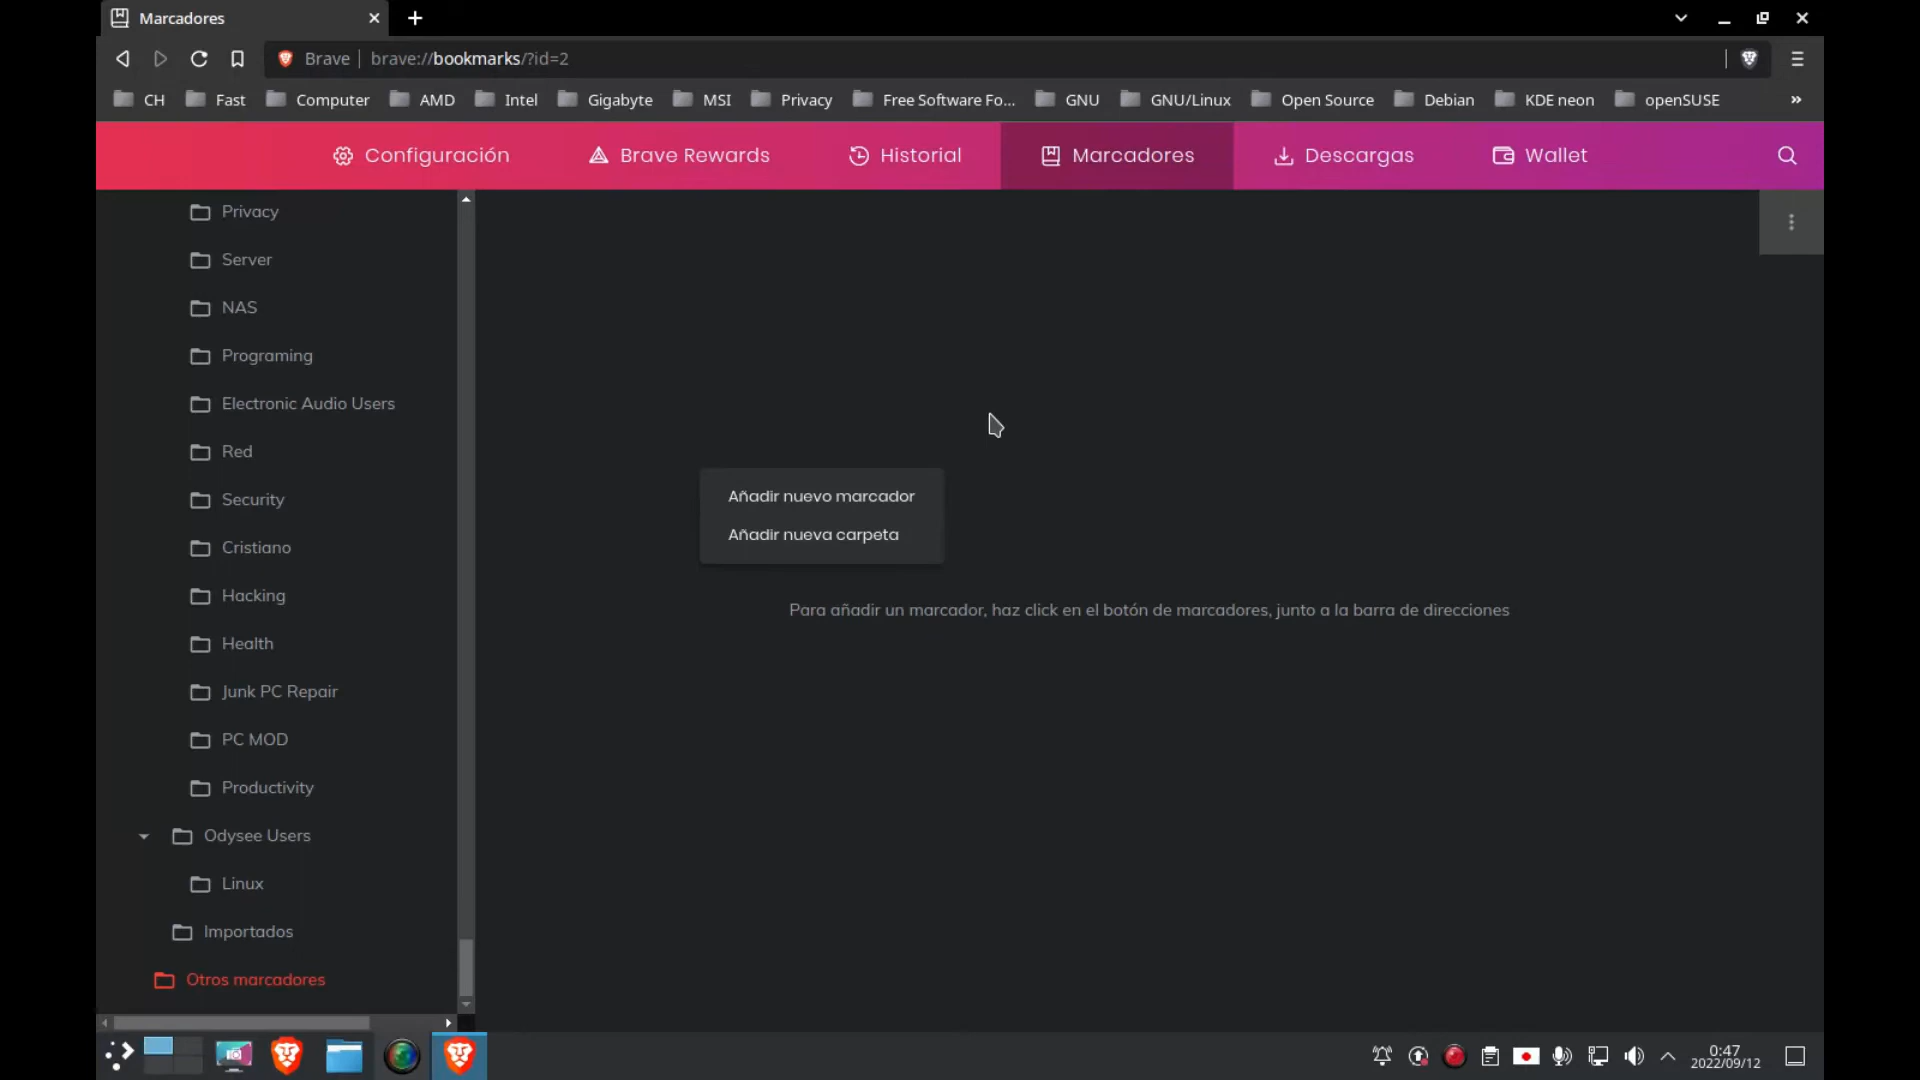 Marcadores
Brave
brave://bookmarks/?id=2
CH
Fast
Computer
AMD
Intel
Gigabyte
MSI
Privacy
Free Software Fo...
GNU
GNU/Linux
Open Source
Debian
KDE neon
openSUSE
»
Configuración
Brave Rewards
Historial
Marcadores
Descargas
Wallet
Privacy
Server
NAS
Programing
Electronic Audio Users
Red
Security
Cristiano
Hacking
Health
Junk PC Repair
PC MOD
Productivity
Odysee Users
Linux
Importados
Otros marcadores
Añadir nuevo marcador
Añadir nueva carpeta
Para añadir un marcador, haz click en el botón de marcadores, junto a la barra de direcciones
0:47
2022/09/12